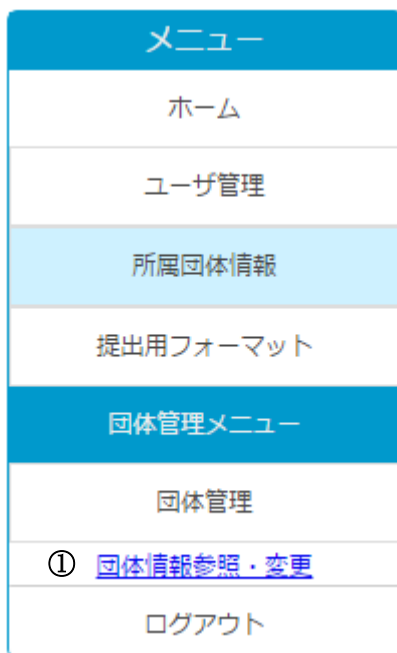 メニュー
ホーム
ユーザ管理
所属団体情報
提出用フォーマット
団体管理メニュー
団体管理
① 団体情報参照・変更
ログアウト